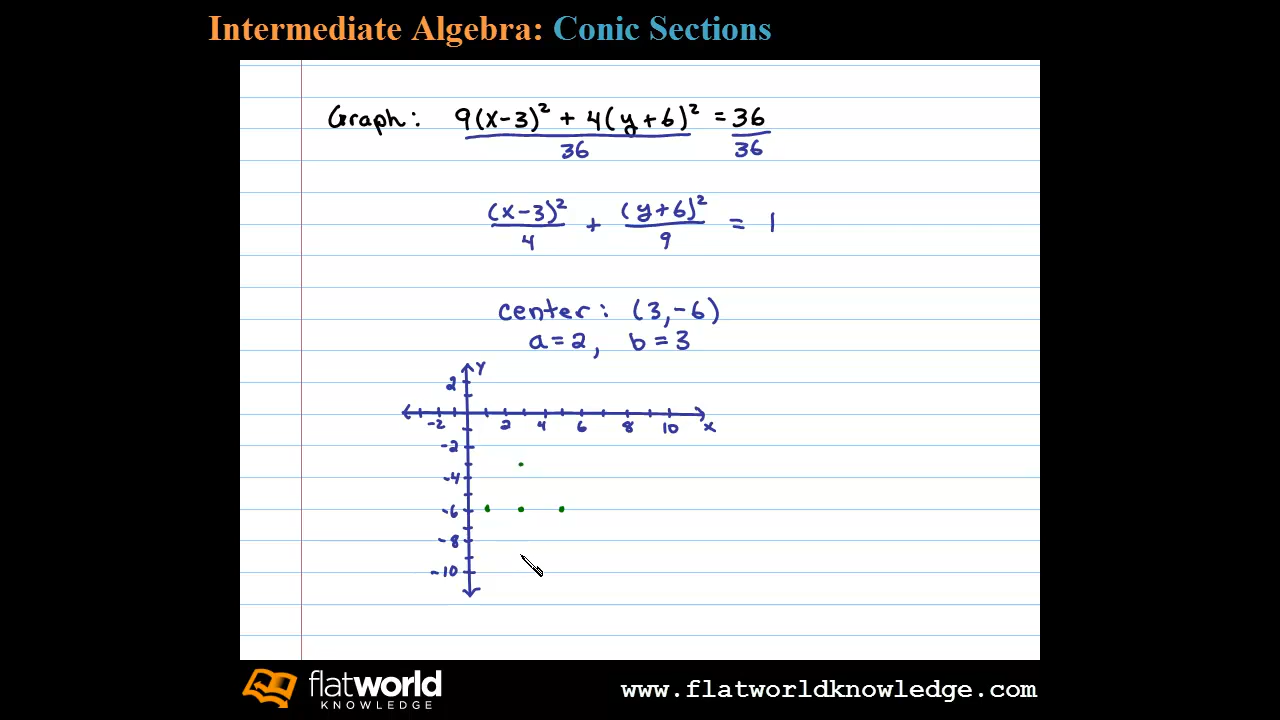 Intermediate Algebra: Conic Sections
Graph: 9(x-3)² + 4(y+6)² = 36
36 36
(x-3)²/4 + (y+6)²/9 = 1
center: (3,-6)
a=2, b=3
y
2
-2 2 4 6 8 10 x
-2
-4
-6
-8
-10
flatworld
KNOWLEDGE
www.flatworldknowledge.com